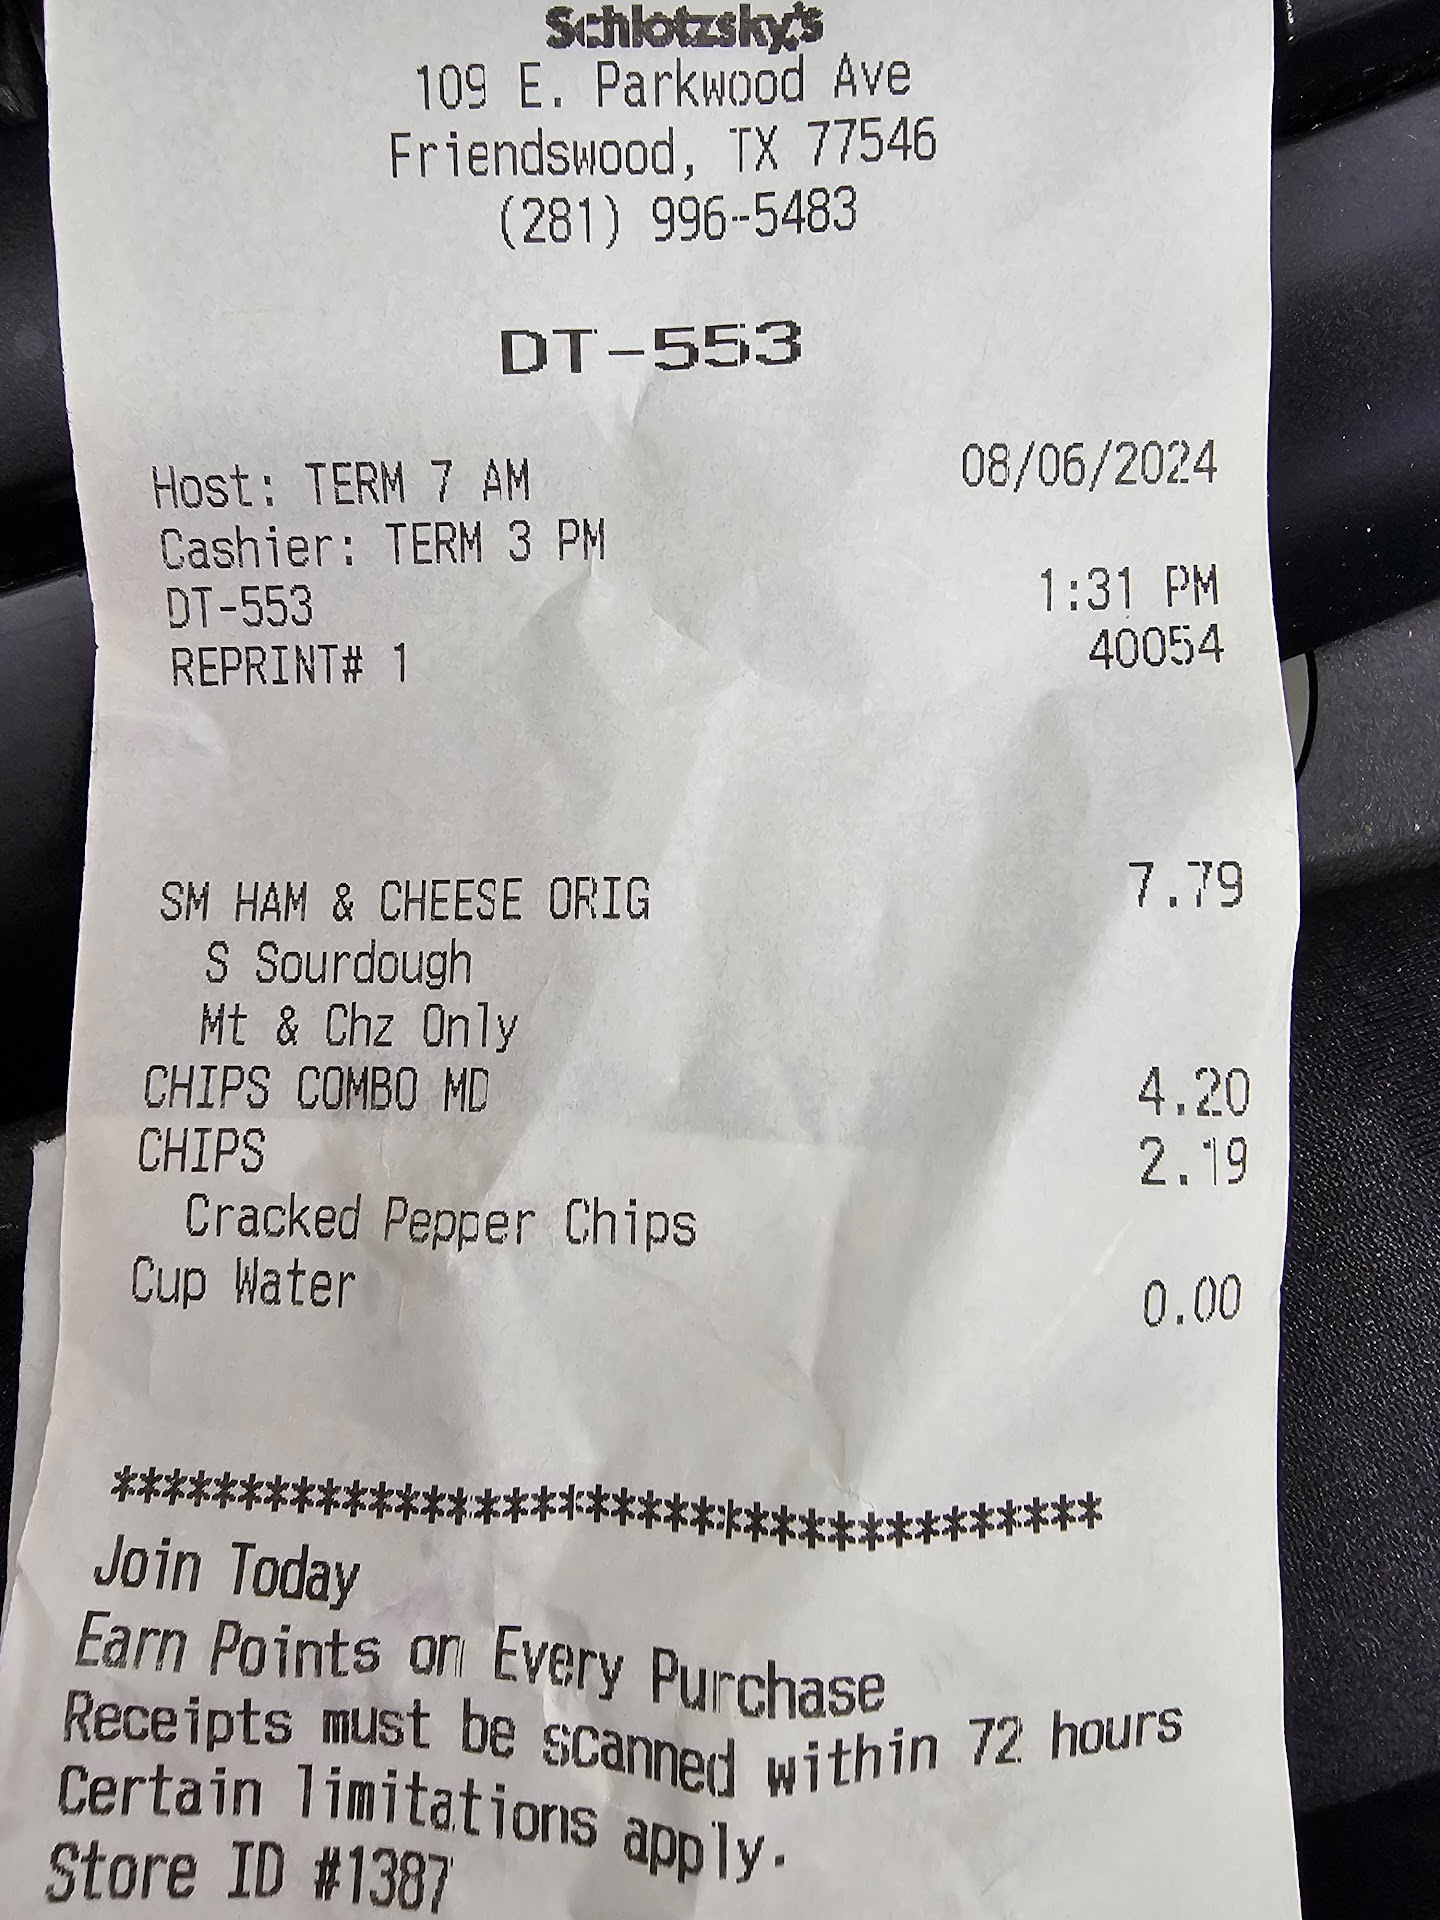 Schlotzsky's
109 E. Parkwood Ave
Friendswood, TX 77546
(281) 996-5483
DT-553
Host: TERM 7 AM 08/06/2024
Cashier: TERM 3 PM
DT-553 1:31 PM
REPRINT# 1 40054
SM HAM & CHEESE ORIG 7.79
S Sourdough
Mt & Chz Only
CHIPS COMBO MD 4.20
CHIPS 2.19
Cracked Pepper Chips
Cup Water 0.00
**************************************
Join Today
Earn Points on Every Purchase
Receipts must be scanned within 72 hours
Certain limitations apply.
Store ID #1387